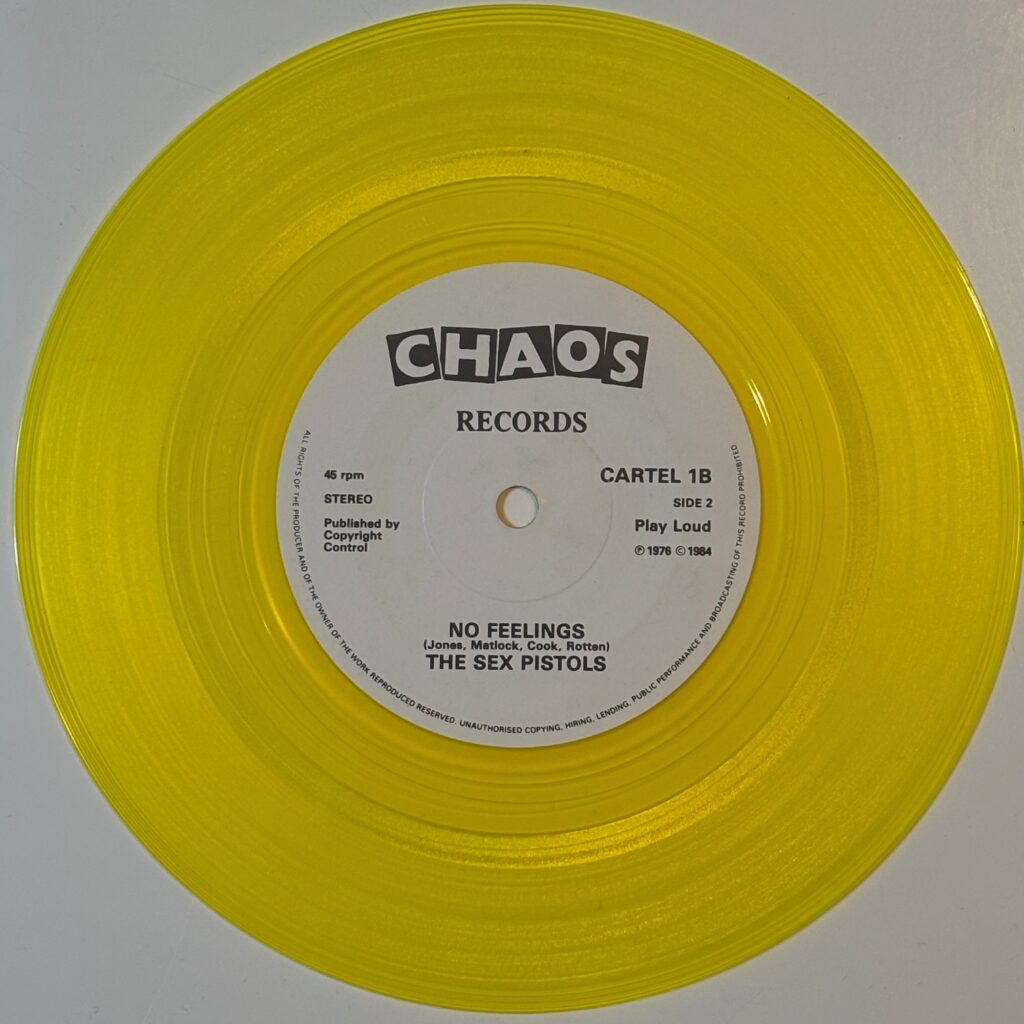 CHAOS
RECORDS
45 rpm
STEREO
Published by
Copyright
Control
CARTEL 1B
SIDE 2
Play Loud
℗ 1976 © 1984
NO FEELINGS
(Jones, Matlock, Cook, Rotten)
THE SEX PISTOLS
ALL RIGHTS OF THE PRODUCER AND OF THE OWNER OF THE WORK REPRODUCED RESERVED. UNAUTHORISED COPYING, HIRING, LENDING, PUBLIC PERFORMANCE AND BROADCASTING OF THIS RECORD PROHIBITED